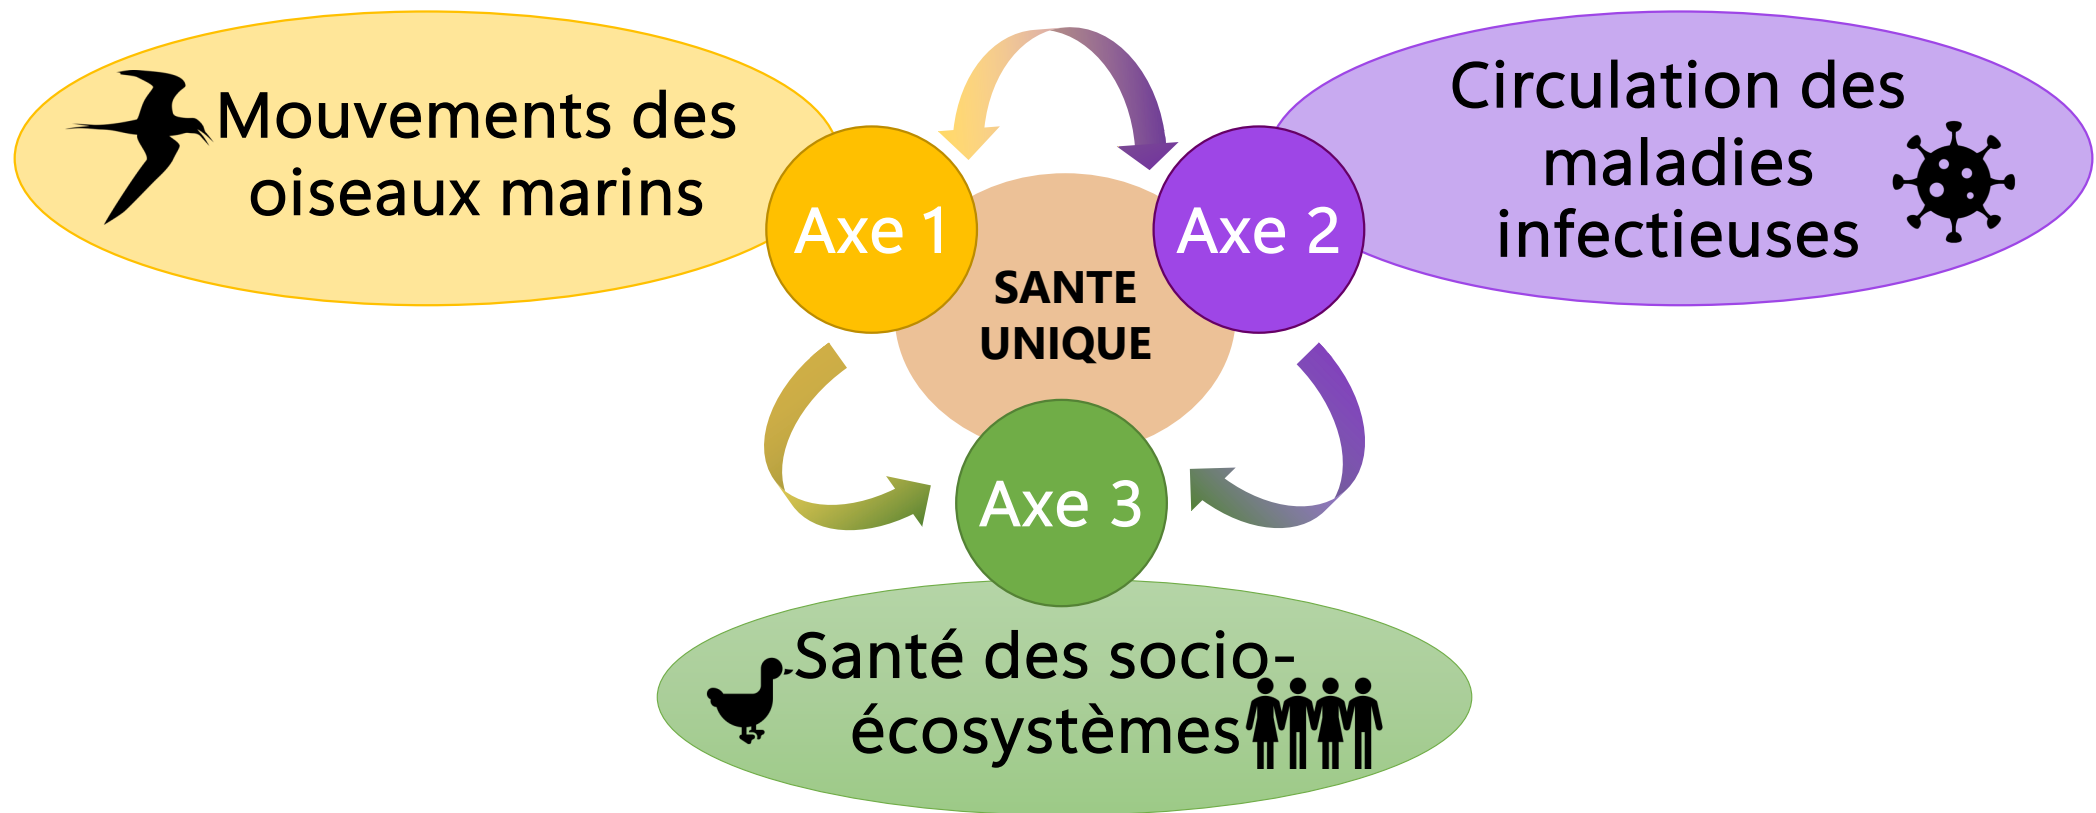 Mouvements des
oiseaux marins
Circulation des
maladies
infectieuses
Axe 1
Axe 2
SANTE
UNIQUE
Axe 3
Santé des socio-
écosystèmes